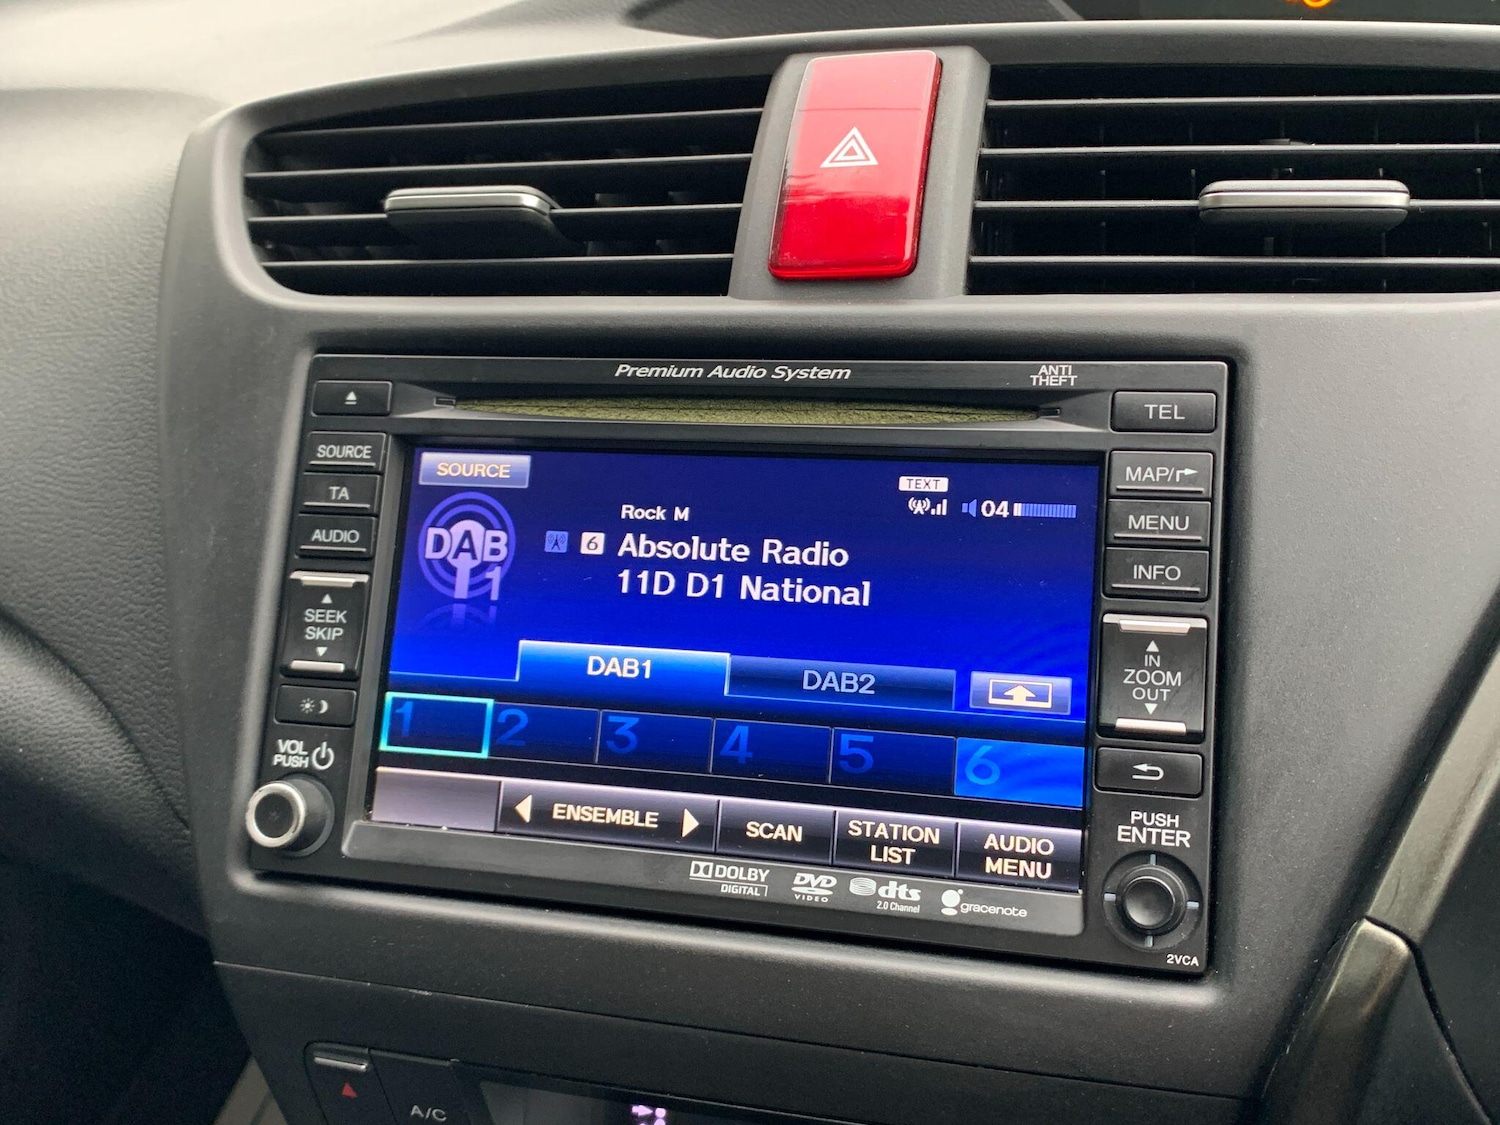 Premium Audio System
ANTI
THEFT
SOURCE
TA
AUDIO
SEEK
SKIP
VOL
PUSH
SOURCE
TEXT
04
DAB
1
Rock M
6 Absolute Radio
11D D1 National
DAB1
DAB2
1
2
3
4
5
6
ENSEMBLE
SCAN
STATION
LIST
AUDIO
MENU
DOLBY
DIGITAL
DVD
VIDEO
dts
2.0 Channel
gracenote
TEL
MAP/
MENU
INFO
IN
ZOOM
OUT
PUSH
ENTER
2VCA
A/C